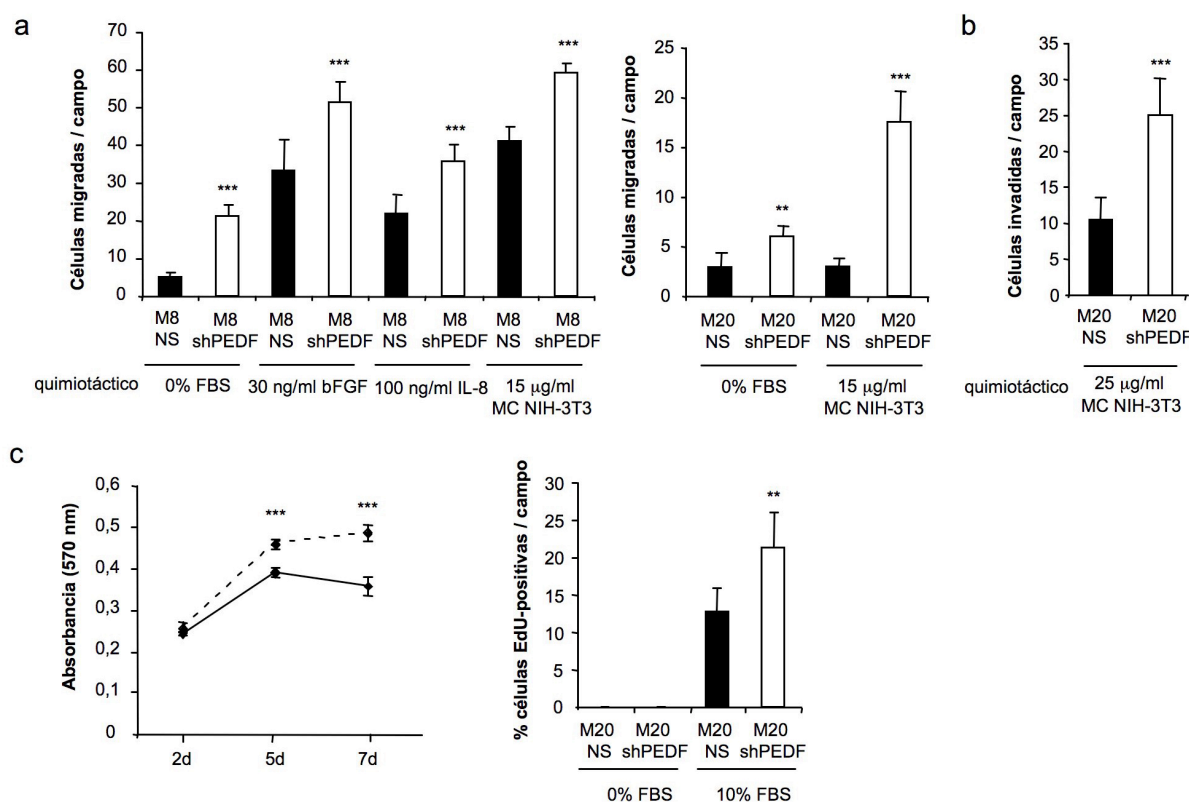 a
Células migradas / campo
70
60
50
40
30
20
10
0
***
***
***
***
M8 M8 M8 M8 M8 M8 M8 M8
NS shPEDF NS shPEDF NS shPEDF NS shPEDF
quimiotáctico 0% FBS 30 ng/ml bFGF 100 ng/ml IL-8 15 µg/ml
MC NIH-3T3
Células migradas / campo
25
20
15
10
5
0
**
***
M20 M20 M20 M20
NS shPEDF NS shPEDF
0% FBS 15 µg/ml
MC NIH-3T3
b
Células invadidas / campo
35
30
25
20
15
10
5
0
***
M20 M20
NS shPEDF
quimiotáctico 25 µg/ml
MC NIH-3T3
c
Absorbancia (570 nm)
0,6
0,5
0,4
0,3
0,2
0,1
0
***
***
2d 5d 7d
% células EdU-positivas / campo
30
25
20
15
10
5
0
**
M20 M20 M20 M20
NS shPEDF NS shPEDF
0% FBS 10% FBS